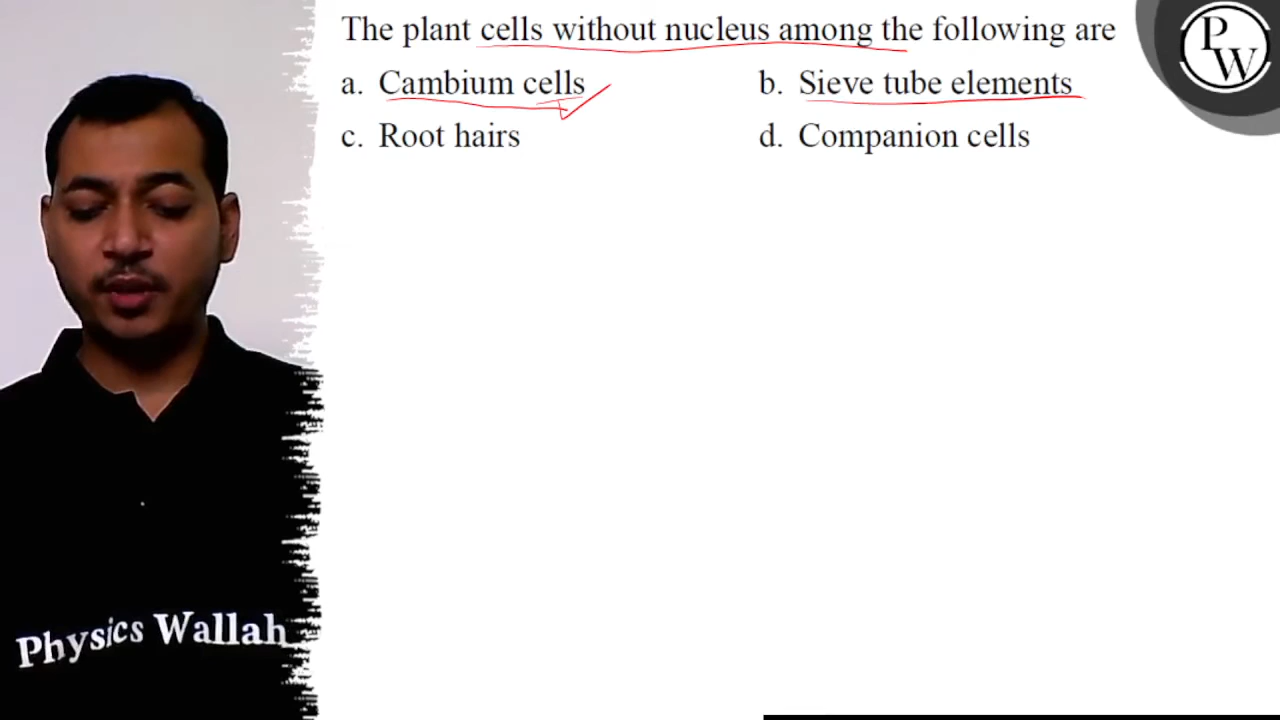 The plant cells without nucleus among the following are
a. Cambium cells b. Sieve tube elements
c. Root hairs d. Companion cells
PW
Physics Wallah